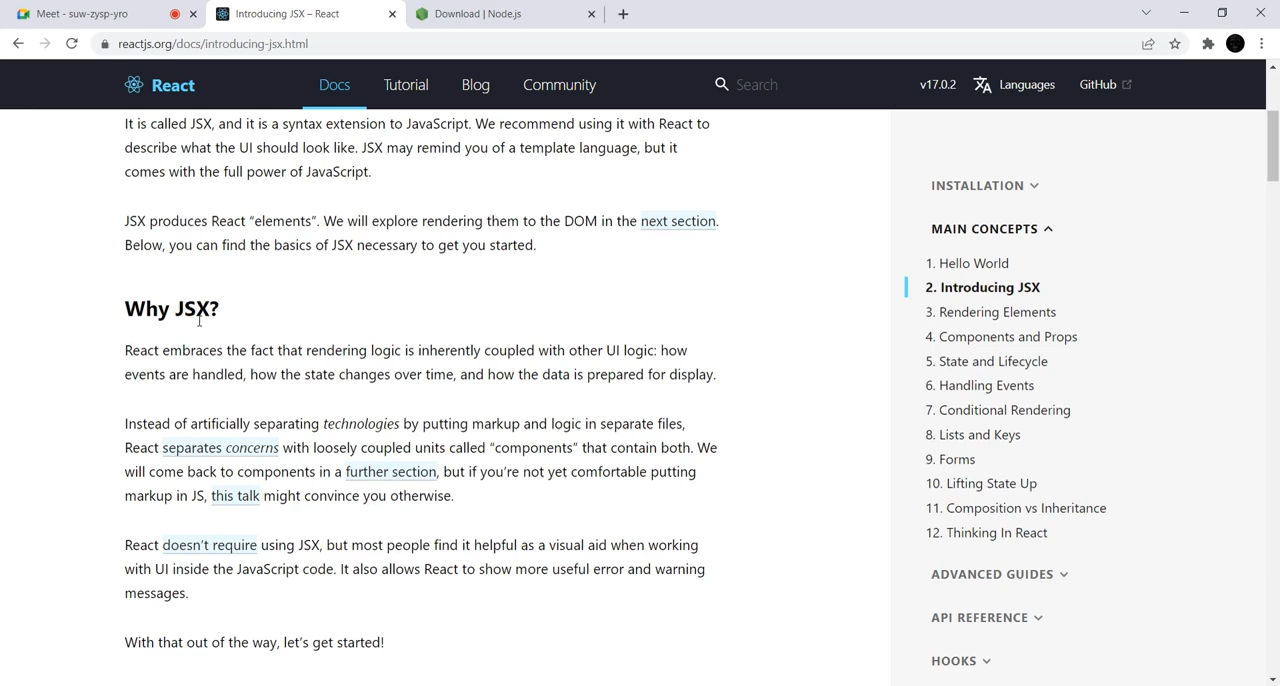 Meet - suw-zysp-yro
Introducing JSX – React
Download | Node.js
reactjs.org/docs/introducing-jsx.html
React
Docs
Tutorial
Blog
Community
Search
v17.0.2
Languages
GitHub
It is called JSX, and it is a syntax extension to JavaScript. We recommend using it with React to
describe what the UI should look like. JSX may remind you of a template language, but it
comes with the full power of JavaScript.
JSX produces React “elements”. We will explore rendering them to the DOM in the next section.
Below, you can find the basics of JSX necessary to get you started.
Why JSX?
React embraces the fact that rendering logic is inherently coupled with other UI logic: how
events are handled, how the state changes over time, and how the data is prepared for display.
Instead of artificially separating technologies by putting markup and logic in separate files,
React separates concerns with loosely coupled units called “components” that contain both. We
will come back to components in a further section, but if you’re not yet comfortable putting
markup in JS, this talk might convince you otherwise.
React doesn’t require using JSX, but most people find it helpful as a visual aid when working
with UI inside the JavaScript code. It also allows React to show more useful error and warning
messages.
With that out of the way, let’s get started!
INSTALLATION
MAIN CONCEPTS
1. Hello World
2. Introducing JSX
3. Rendering Elements
4. Components and Props
5. State and Lifecycle
6. Handling Events
7. Conditional Rendering
8. Lists and Keys
9. Forms
10. Lifting State Up
11. Composition vs Inheritance
12. Thinking In React
ADVANCED GUIDES
API REFERENCE
HOOKS